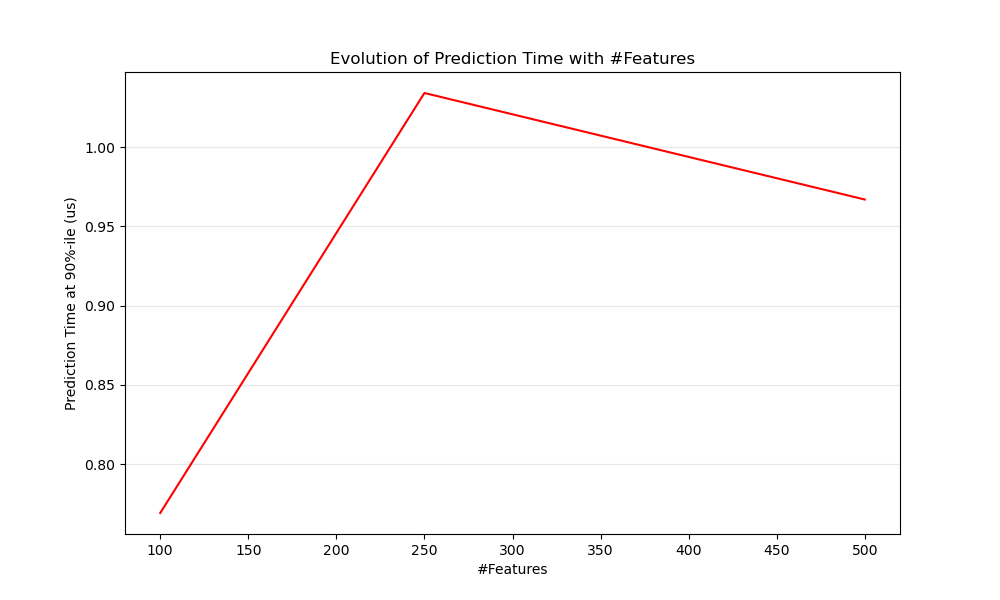 Evolution of Prediction Time with #Features
Prediction Time at 90%-ile (us)
1.00
0.95
0.90
0.85
0.80
100 150 200 250 300 350 400 450 500
#Features